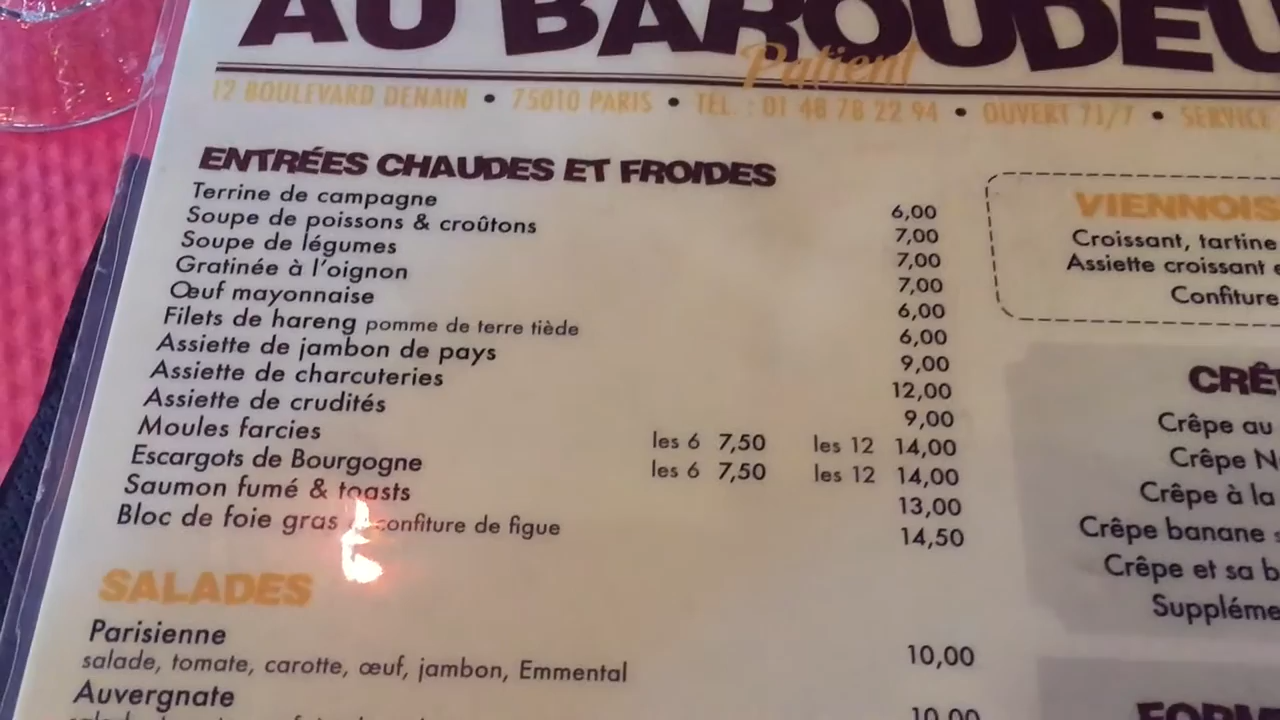 AU BAROUDEU
Patient
12 BOULEVARD DENAIN • 75010 PARIS • TEL. : 01 48 78 22 94 • OUVERT 7J/7 • SERVICE
ENTRÉES CHAUDES ET FROIDES
Terrine de campagne 6,00
Soupe de poissons & croûtons 7,00
Soupe de légumes 7,00
Gratinée à l'oignon 7,00
Œuf mayonnaise 6,00
Filets de hareng pomme de terre tiède 6,00
Assiette de jambon de pays 9,00
Assiette de charcuteries 12,00
Assiette de crudités 9,00
Moules farcies les 6 7,50 les 12 14,00
Escargots de Bourgogne les 6 7,50 les 12 14,00
Saumon fumé & toasts 13,00
Bloc de foie gras confiture de figue 14,50
SALADES
Parisienne
salade, tomate, carotte, œuf, jambon, Emmental 10,00
Auvergnate 10,00
VIENNOIS
Croissant, tartine
Assiette croissant
Confiture
CRÊ
Crêpe au
Crêpe N
Crêpe à la
Crêpe banane
Crêpe et sa b
Suppléme
FORM